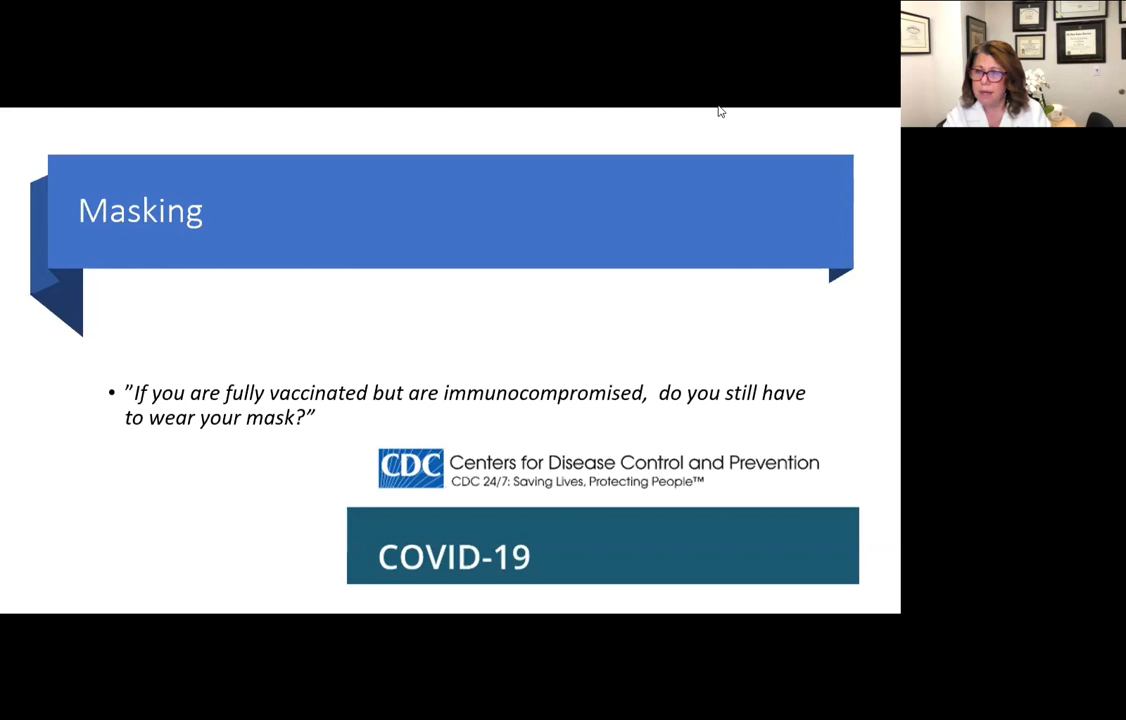 Masking
• ”If you are fully vaccinated but are immunocompromised, do you still have
to wear your mask?”
CDC Centers for Disease Control and Prevention
CDC 24/7: Saving Lives, Protecting People™
COVID-19